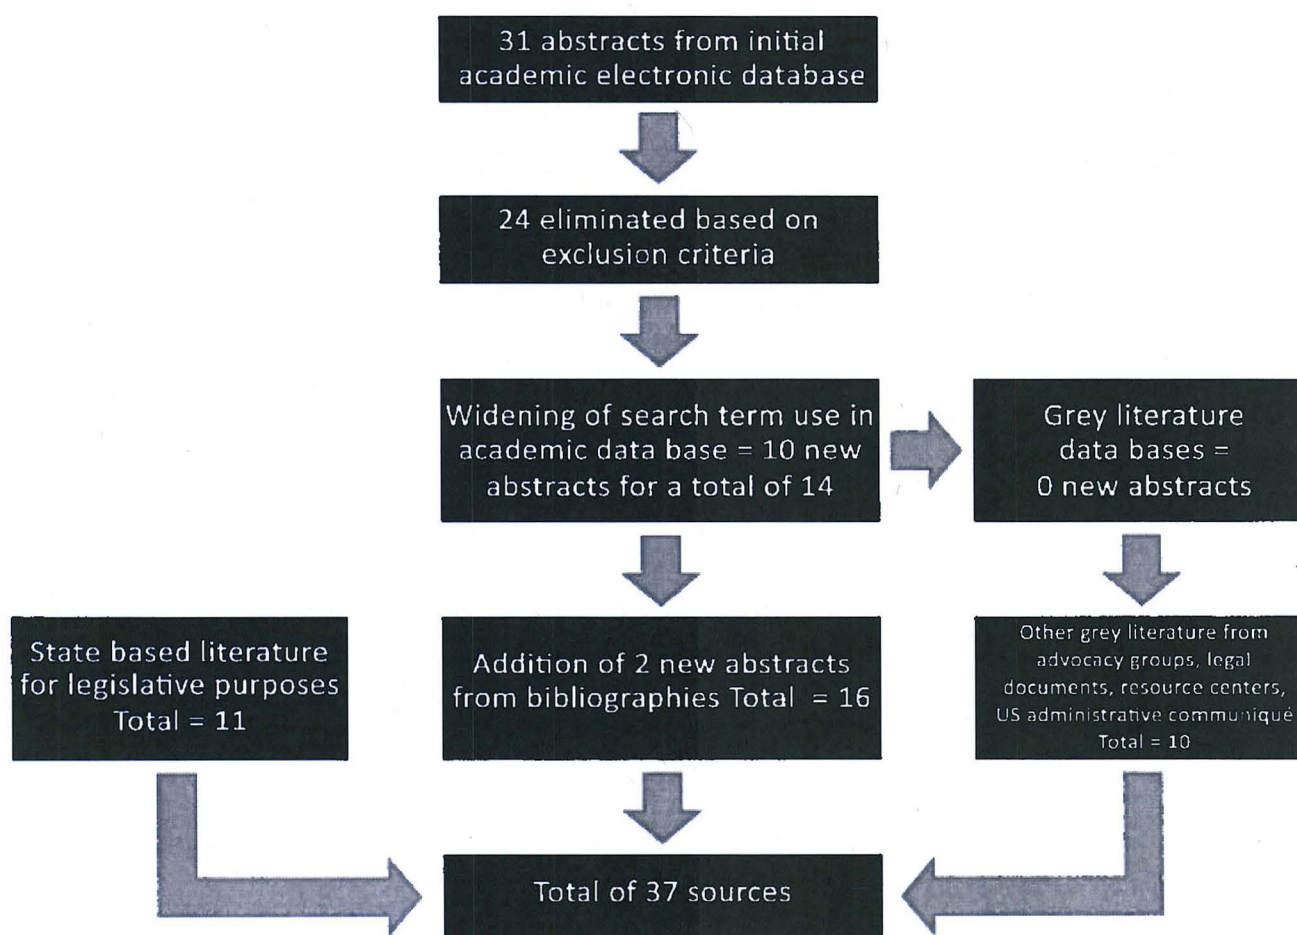 31 abstracts from initial
academic electronic database
24 eliminated based on
exclusion criteria
Widening of search term use in
academic data base = 10 new
abstracts for a total of 14
Grey literature
data bases =
0 new abstracts
State based literature
for legislative purposes
Total = 11
Addition of 2 new abstracts
from bibliographies Total = 16
Other grey literature from
advocacy groups, legal
documents, resource centers,
US administrative communiqué
Total = 10
Total of 37 sources